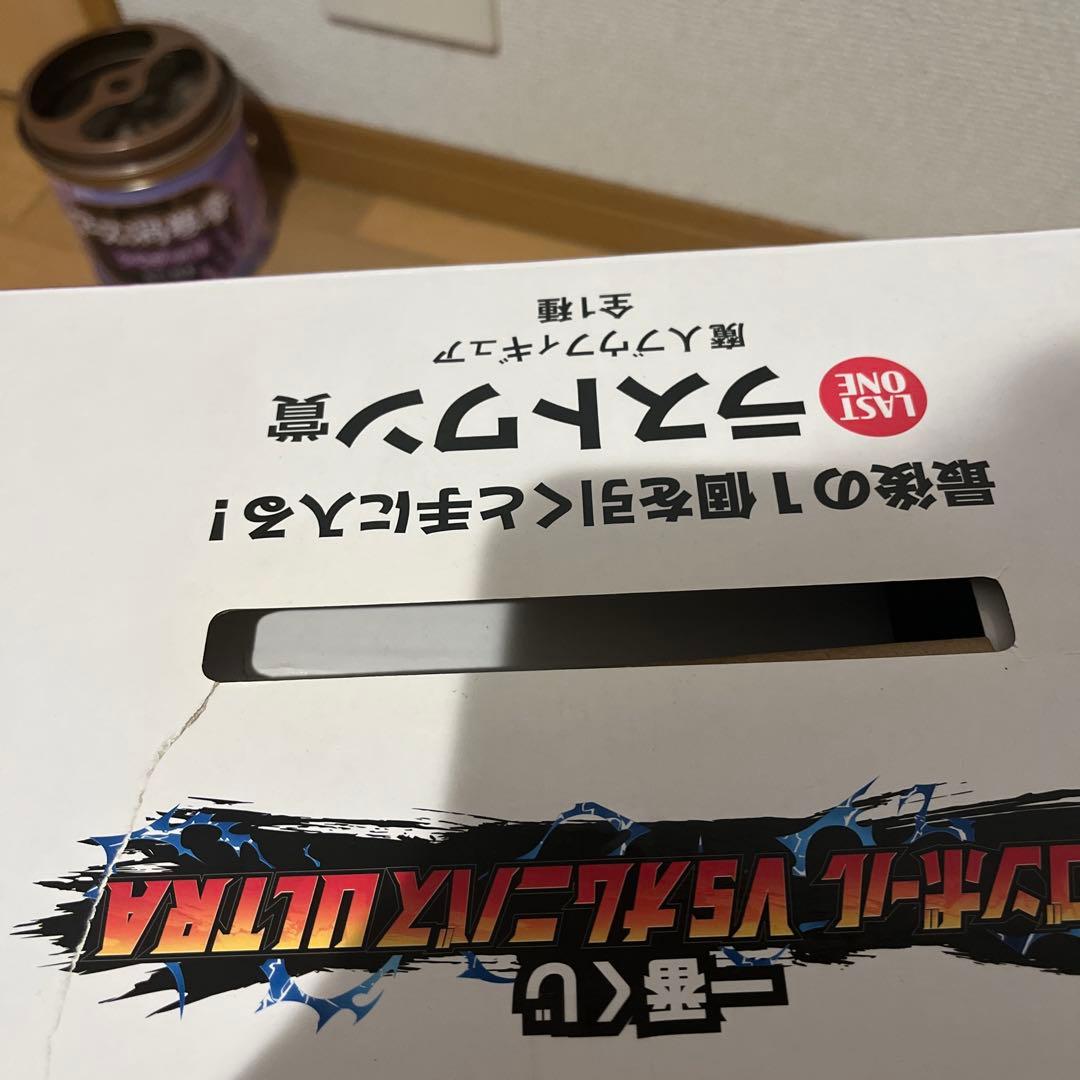 一番くじ
ゴンボール VSオムニバスULTRA
最後の1個を引くと手に入る!
LAST ONE
ラストワン賞
魔人ブウフィギュア
全1種